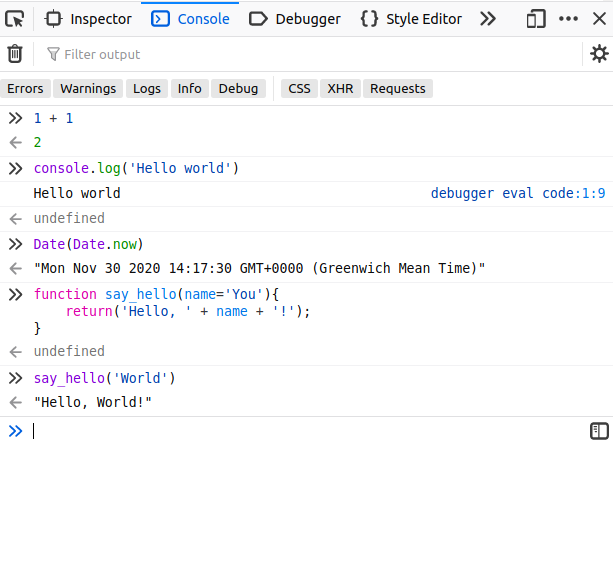 Inspector Console Debugger {} Style Editor
Filter output
Errors Warnings Logs Info Debug CSS XHR Requests
1 + 1
2
console.log('Hello world')
Hello world debugger eval code:1:9
undefined
Date(Date.now)
"Mon Nov 30 2020 14:17:30 GMT+0000 (Greenwich Mean Time)"
function say_hello(name='You'){
    return('Hello, ' + name + '!');
}
undefined
say_hello('World')
"Hello, World!"